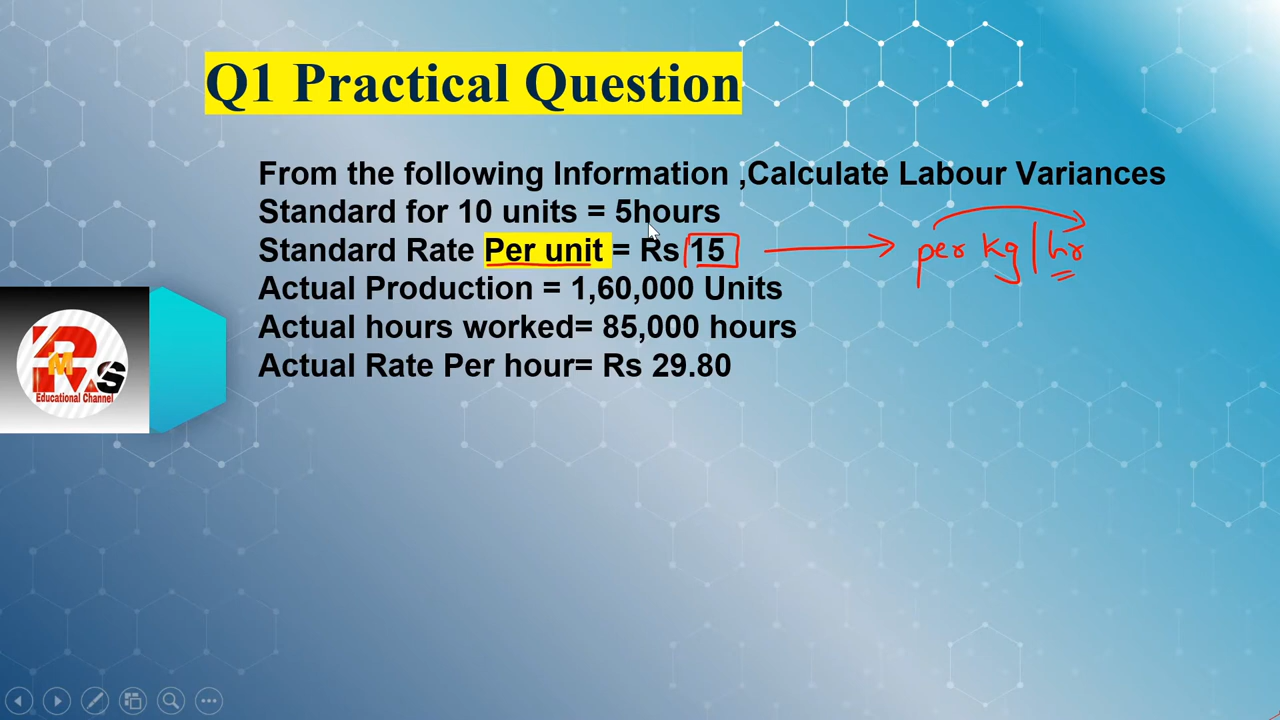 Q1 Practical Question
From the following Information ,Calculate Labour Variances
Standard for 10 units = 5hours
Standard Rate Per unit = Rs 15 per kg | hr
Actual Production = 1,60,000 Units
Actual hours worked= 85,000 hours
Actual Rate Per hour= Rs 29.80
RMS
Educational Channel